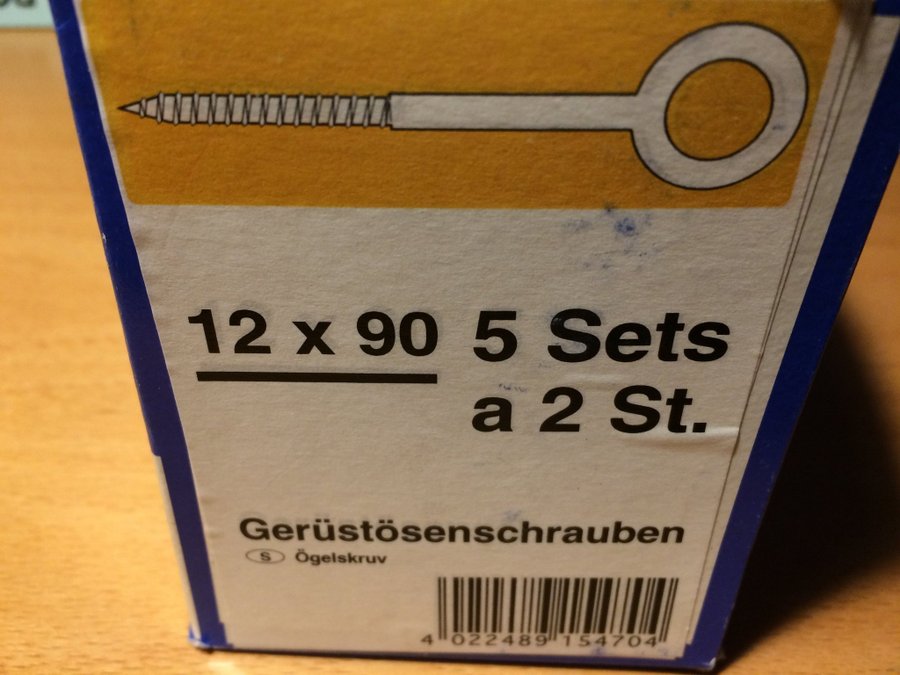 12 x 90 5 Sets
a 2 St.
Gerüstösenschrauben
S Ögelskruv
4 022489 154704